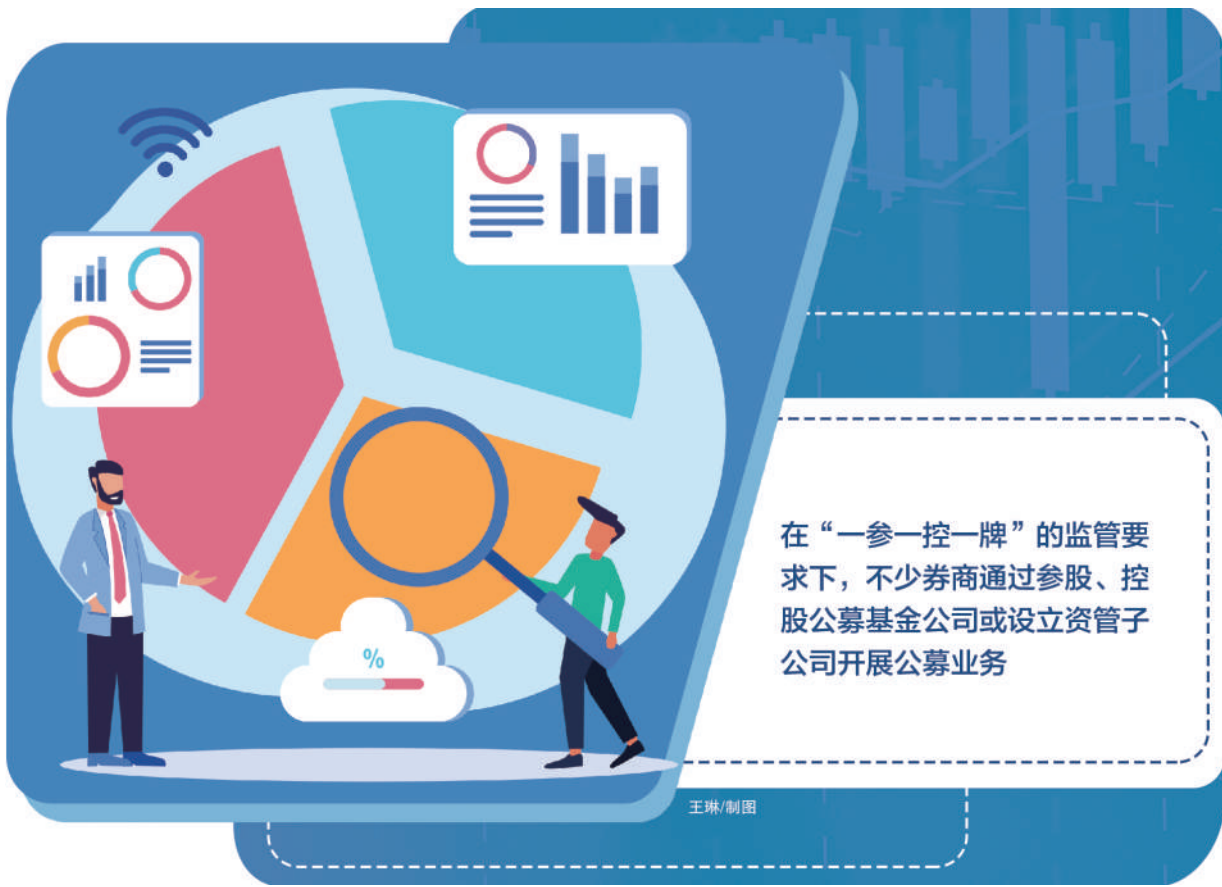 %
在“一参一控一牌”的监管要
求下，不少券商通过参股、控
股公募基金公司或设立资管子
公司开展公募业务
王琳/制图